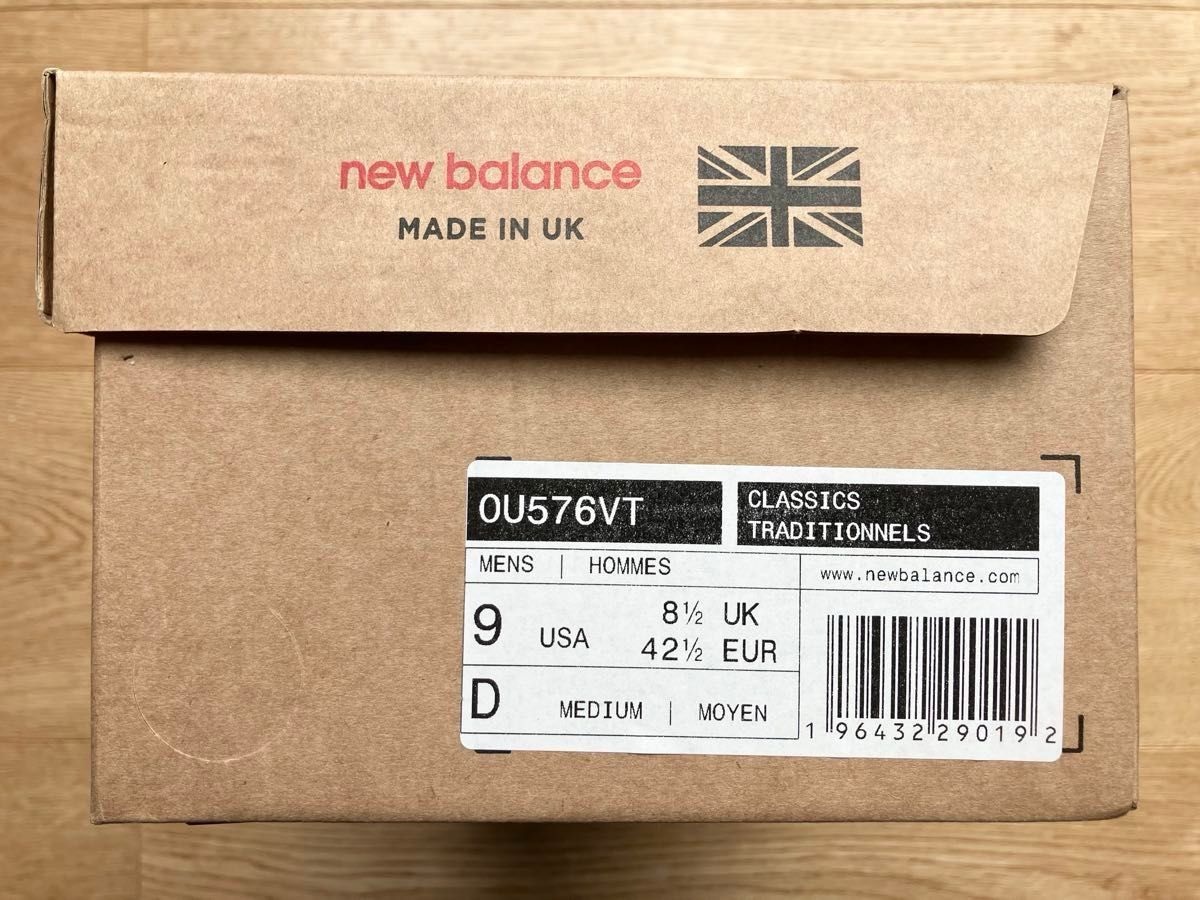 new balance
MADE IN UK
OU576VT
CLASSICS
TRADITIONNELS
MENS | HOMMES
www.newbalance.com
9 USA 8½ UK
42½ EUR
D MEDIUM | MOYEN
1 96432 29019 2